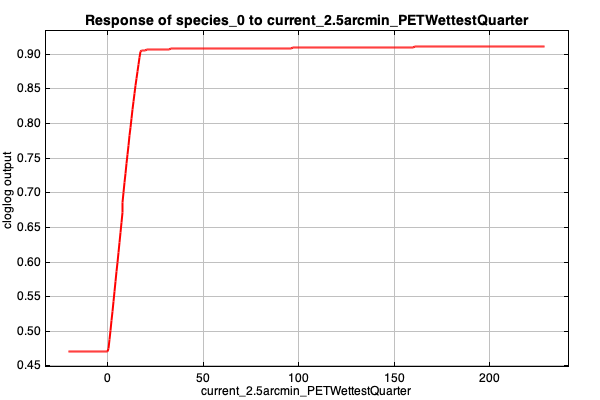 Response of species_0 to current_2.5arcmin_PETWettestQuarter
0.90
0.85
0.80
0.75
0.70
0.65
0.60
0.55
0.50
0.45
cloglog output
0 50 100 150 200
current_2.5arcmin_PETWettestQuarter